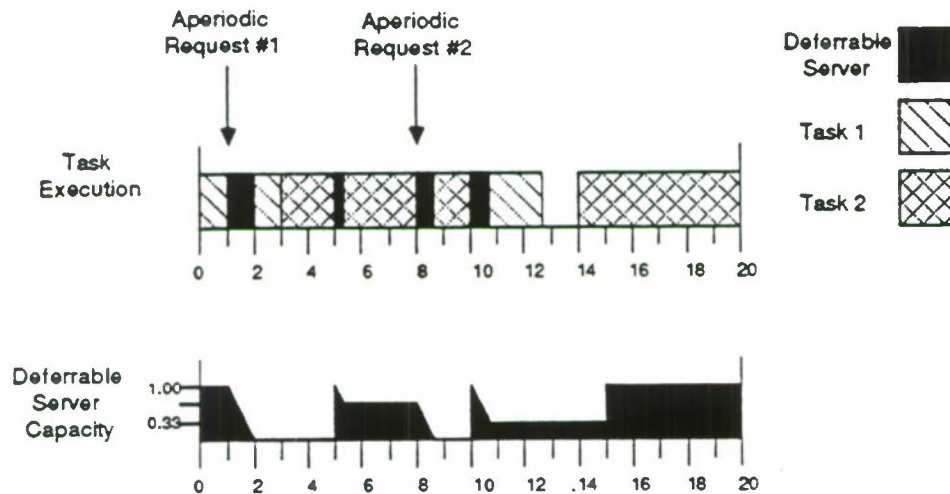 Aperiodic
Request #1
Aperiodic
Request #2
Deferrable
Server
Task 1
Task 2
Task
Execution
0 2 4 6 8 10 12 14 16 18 20
Deferrable
Server
Capacity
1.00
0.33
0 2 4 6 8 10 12 .14 16 18 20